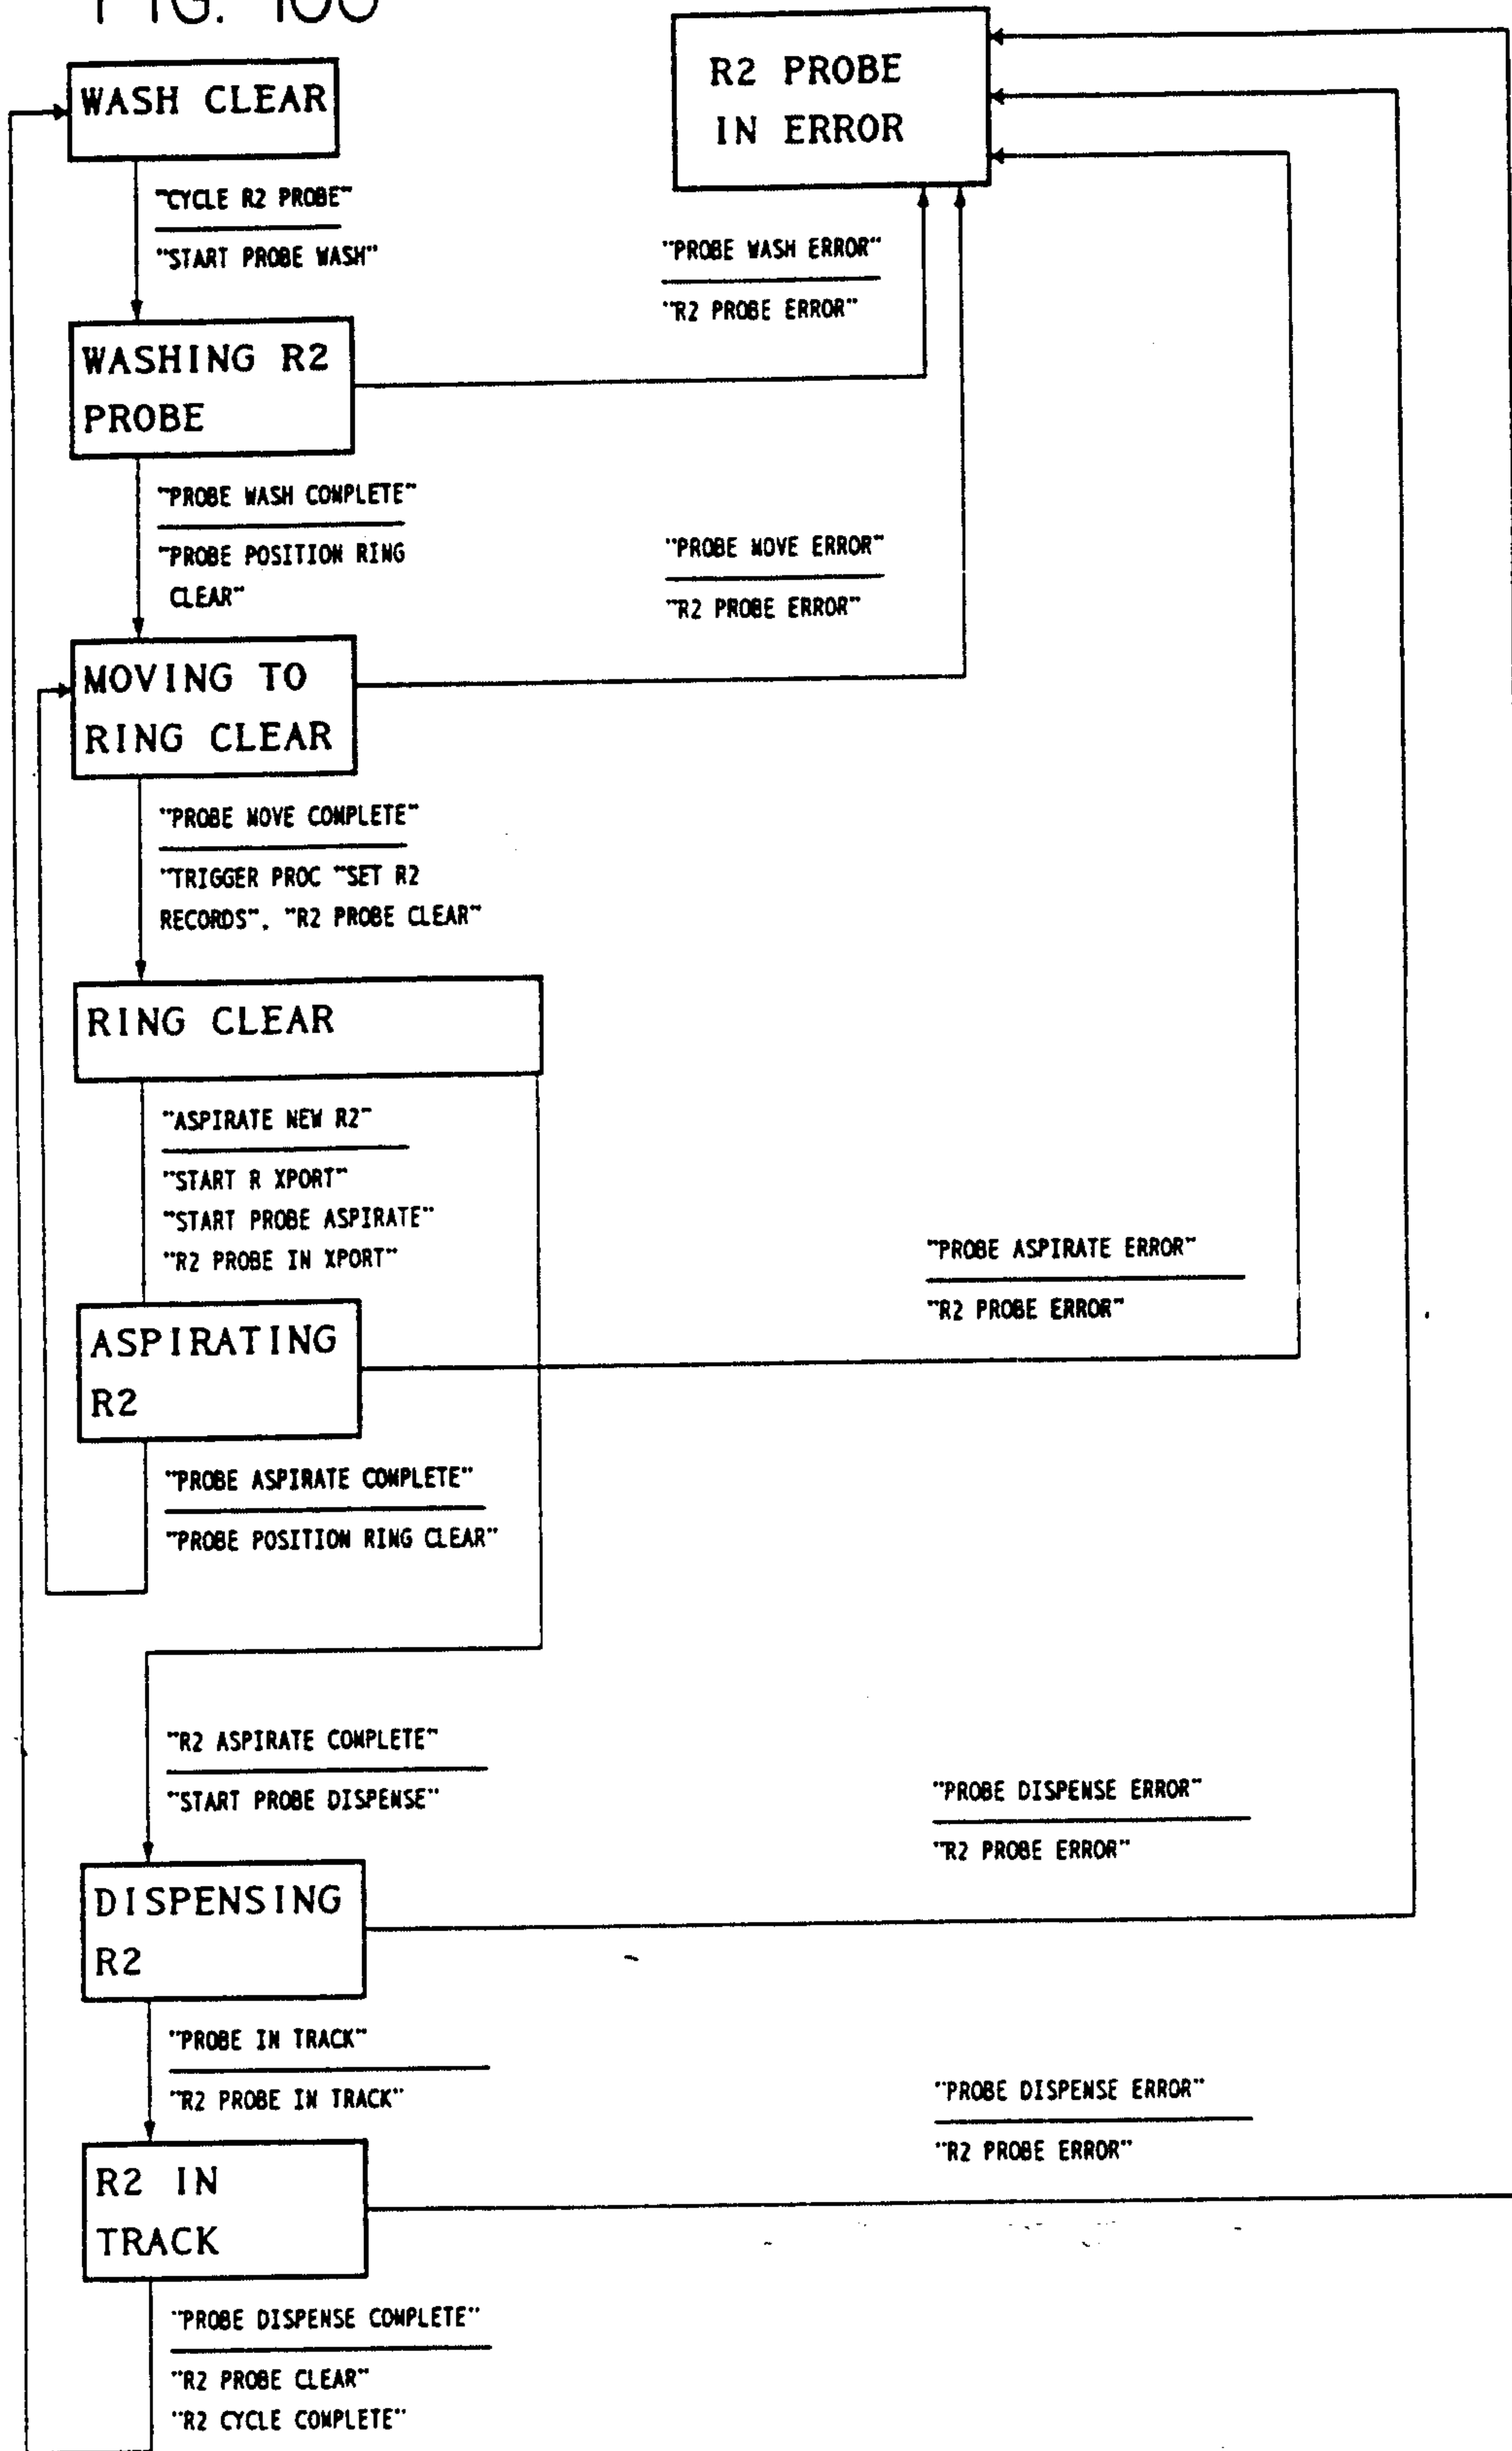 FIG. 100
WASH CLEAR
R2 PROBE
IN ERROR
"CYCLE R2 PROBE"
"START PROBE WASH"
"PROBE WASH ERROR"
"R2 PROBE ERROR"
WASHING R2
PROBE
"PROBE WASH COMPLETE"
"PROBE POSITION RING
CLEAR"
"PROBE MOVE ERROR"
"R2 PROBE ERROR"
MOVING TO
RING CLEAR
"PROBE MOVE COMPLETE"
"TRIGGER PROC "SET R2
RECORDS", "R2 PROBE CLEAR"
RING CLEAR
"ASPIRATE NEW R2"
"START R XPORT"
"START PROBE ASPIRATE"
"R2 PROBE IN XPORT"
"PROBE ASPIRATE ERROR"
"R2 PROBE ERROR"
ASPIRATING
R2
"PROBE ASPIRATE COMPLETE"
"PROBE POSITION RING CLEAR"
"R2 ASPIRATE COMPLETE"
"START PROBE DISPENSE"
"PROBE DISPENSE ERROR"
"R2 PROBE ERROR"
DISPENSING
R2
"PROBE IN TRACK"
"R2 PROBE IN TRACK"
"PROBE DISPENSE ERROR"
"R2 PROBE ERROR"
R2 IN
TRACK
"PROBE DISPENSE COMPLETE"
"R2 PROBE CLEAR"
"R2 CYCLE COMPLETE"